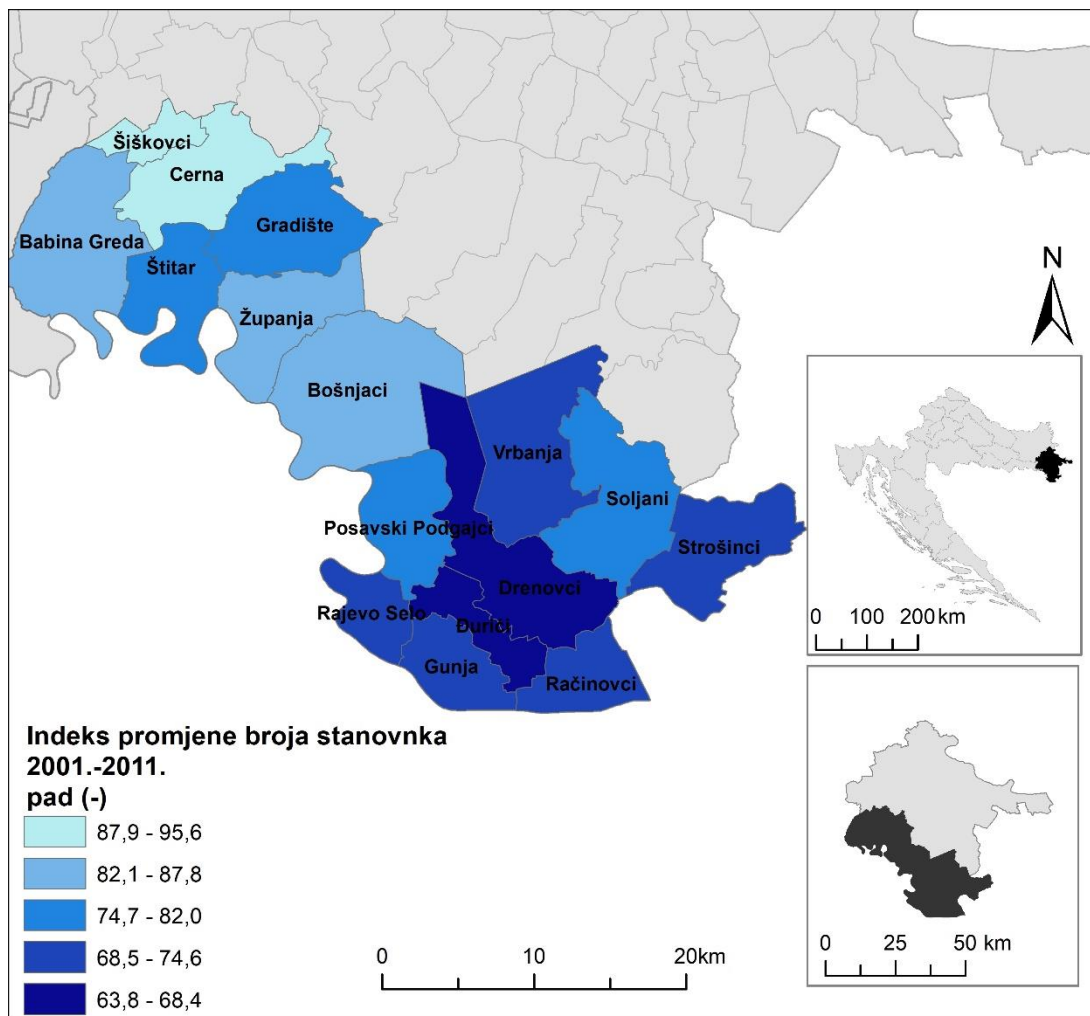 Šiškovci
Cerna
Babina Greda
Gradište
Štitar
Županja
Bošnjaci
Vrbanja
Soljani
Posavski Podgajci
Strošinci
Drenovci
Rajevo Selo
Đurići
Gunja
Račinovci
N
0 100 200 km
0 25 50 km
0 10 20km
Indeks promjene broja stanovnka
2001.-2011.
pad (-)
87,9 - 95,6
82,1 - 87,8
74,7 - 82,0
68,5 - 74,6
63,8 - 68,4